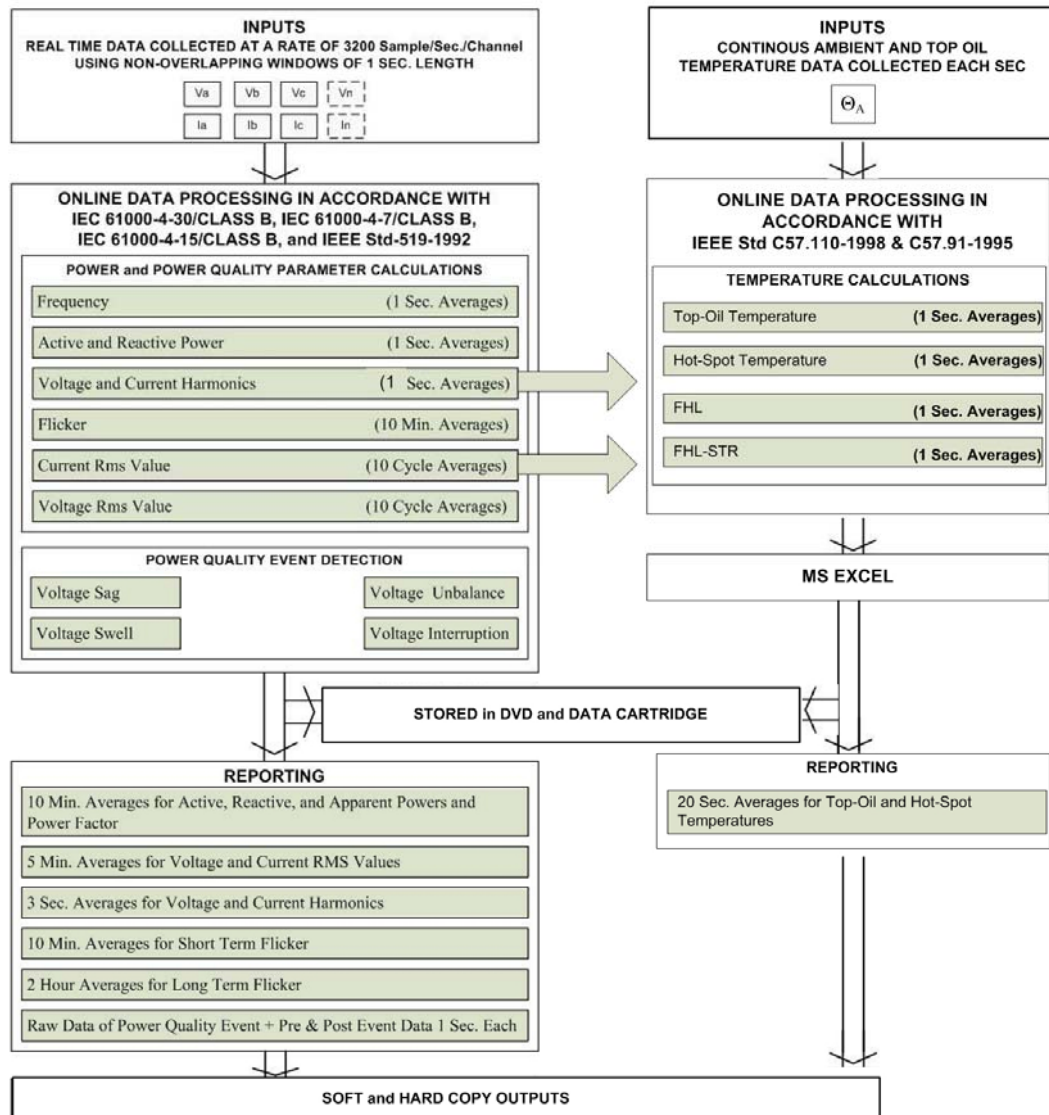 INPUTS
REAL TIME DATA COLLECTED AT A RATE OF 3200 Sample/Sec./Channel
USING NON-OVERLAPPING WINDOWS OF 1 SEC. LENGTH
Va Vb Vc Vn
Ia Ib Ic In
ONLINE DATA PROCESSING IN ACCORDANCE WITH
IEC 61000-4-30/CLASS B, IEC 61000-4-7/CLASS B,
IEC 61000-4-15/CLASS B, and IEEE Std-519-1992
POWER and POWER QUALITY PARAMETER CALCULATIONS
Frequency (1 Sec. Averages)
Active and Reactive Power (1 Sec. Averages)
Voltage and Current Harmonics (1 Sec. Averages)
Flicker (10 Min. Averages)
Current Rms Value (10 Cycle Averages)
Voltage Rms Value (10 Cycle Averages)
POWER QUALITY EVENT DETECTION
Voltage Sag Voltage Unbalance
Voltage Swell Voltage Interruption
INPUTS
CONTINOUS AMBIENT AND TOP OIL
TEMPERATURE DATA COLLECTED EACH SEC
ΘA
ONLINE DATA PROCESSING IN
ACCORDANCE WITH
IEEE Std C57.110-1998 & C57.91-1995
TEMPERATURE CALCULATIONS
Top-Oil Temperature (1 Sec. Averages)
Hot-Spot Temperature (1 Sec. Averages)
FHL (1 Sec. Averages)
FHL-STR (1 Sec. Averages)
MS EXCEL
STORED in DVD and DATA CARTRIDGE
REPORTING
10 Min. Averages for Active, Reactive, and Apparent Powers and
Power Factor
5 Min. Averages for Voltage and Current RMS Values
3 Sec. Averages for Voltage and Current Harmonics
10 Min. Averages for Short Term Flicker
2 Hour Averages for Long Term Flicker
Raw Data of Power Quality Event + Pre & Post Event Data 1 Sec. Each
REPORTING
20 Sec. Averages for Top-Oil and Hot-Spot
Temperatures
SOFT and HARD COPY OUTPUTS